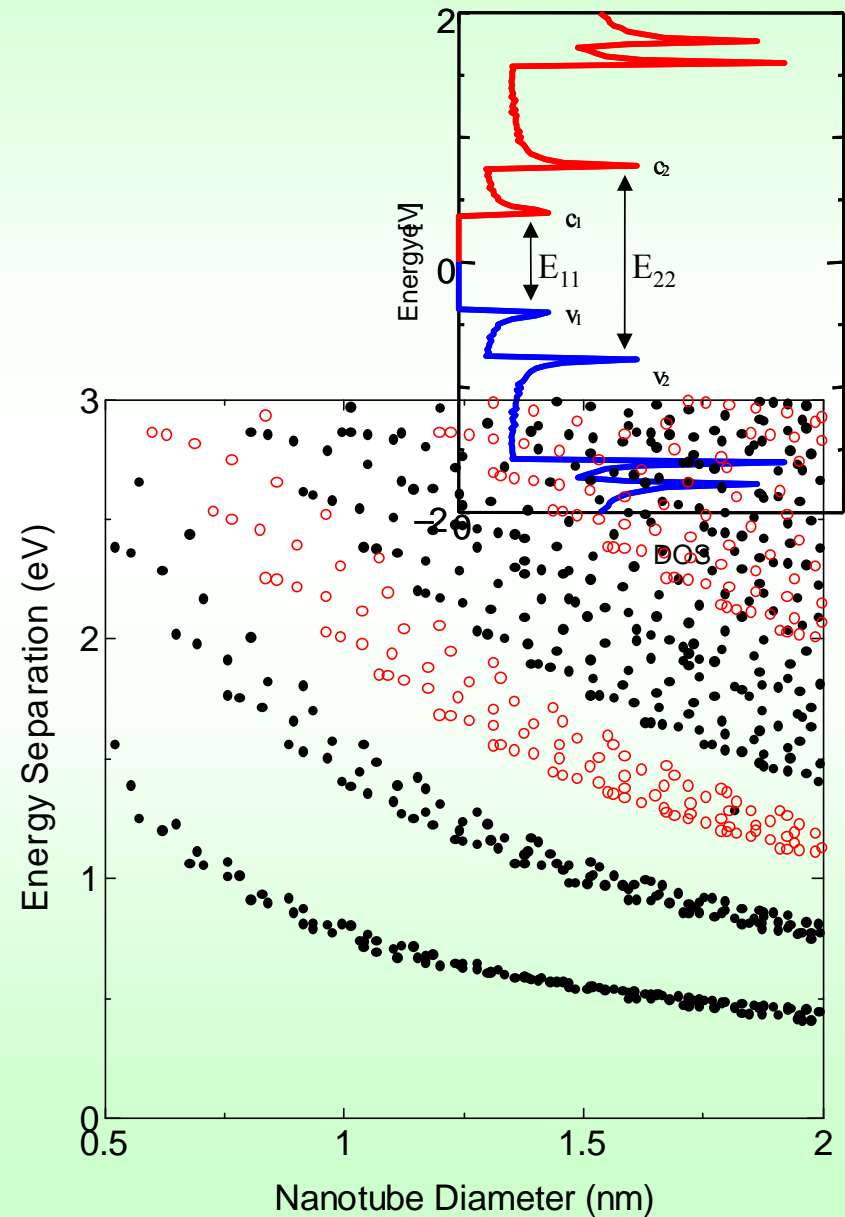 2
Energy[eV]
c₂
c₁
E₁₁
E₂₂
0
v₁
v₂
−2
0
DOS
3
2
1
0
Energy Separation (eV)
0.5
1
1.5
2
Nanotube Diameter (nm)